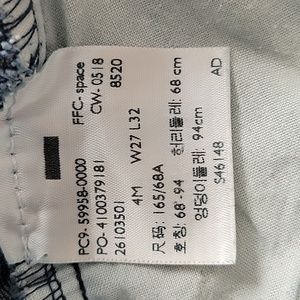 FFC- space
CW- 0518
8520
PC9- 59958-0000
PO- 4100379181
26103501
4M W27 L32
尺码: 165/68A
호칭: 68-94
허리둘레: 68 cm
엉덩이둘레: 94cm
S46148
AD